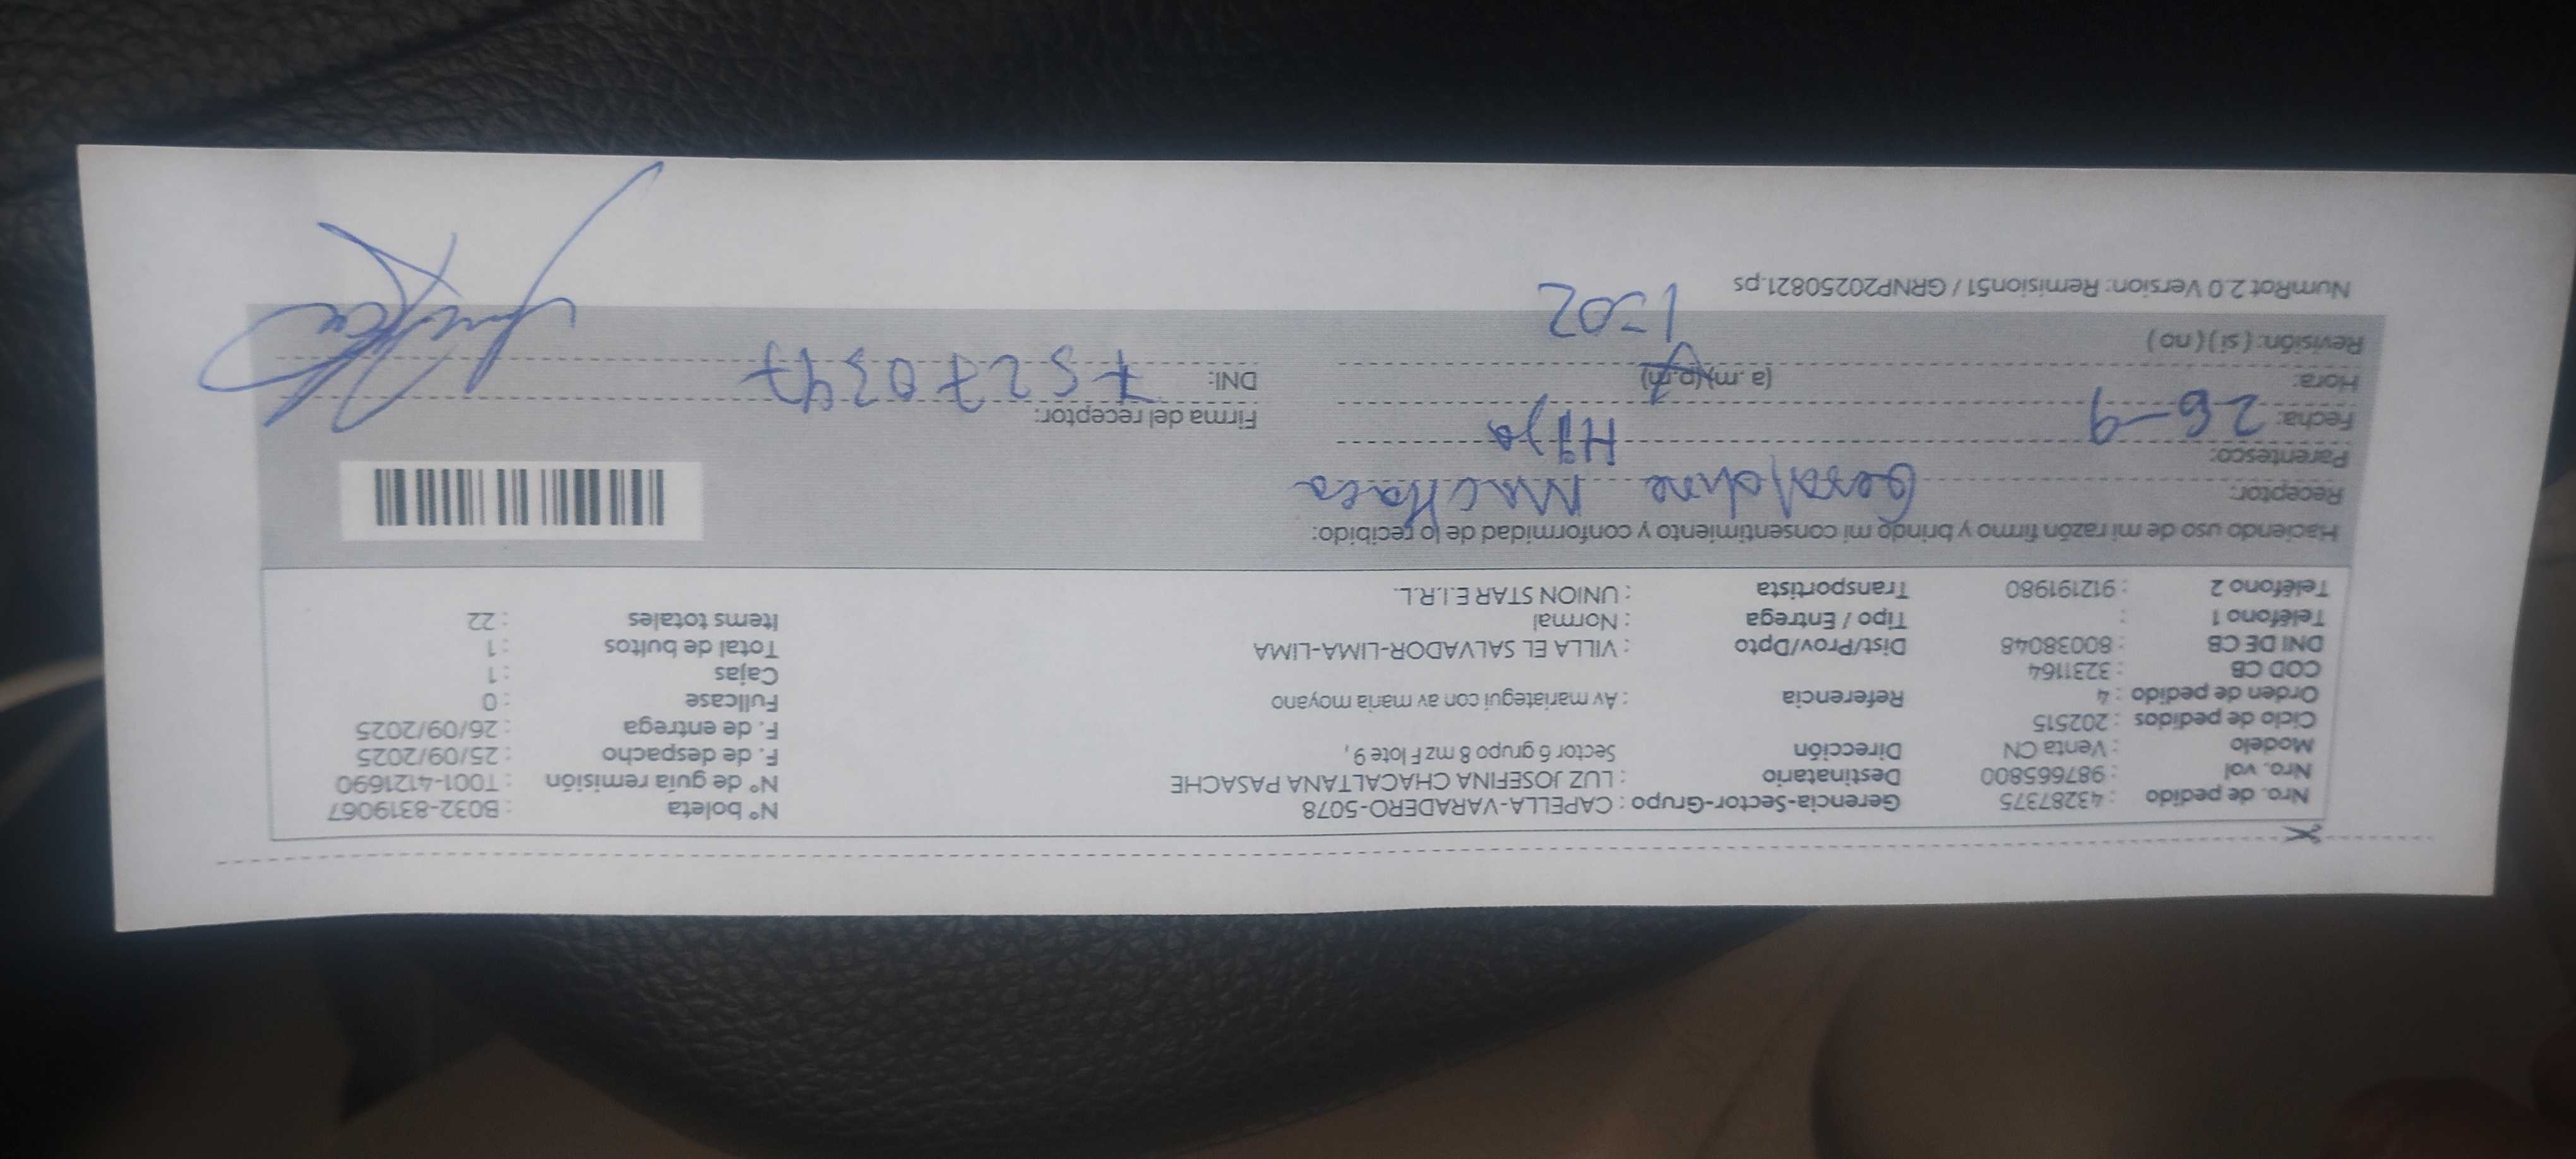 Nro. de pedido : 43287375 Gerencia-Sector-Grupo : CAPELLA-VARADERO-5078 N° boleta : B032-8319067
Nro. vol : 987665800 Destinatario : LUZ JOSEFINA CHACALTANA PASACHE N° de guía remisión : T001-4121690
Modelo : Venta CN Dirección Sector 6 grupo 8 mz F lote 9 , F. de despacho : 25/09/2025
Ciclo de pedidos : 202515 F. de entrega : 26/09/2025
Orden de pedido : 4 Referencia : Av mariategui con av maria moyano Fullcase : 0
COD CB : 3231164 Cajas : 1
DNI DE CB : 80038048 Dist/Prov/Dpto : VILLA EL SALVADOR-LIMA-LIMA Total de bultos : 1
Teléfono 1 : Tipo / Entrega : Normal Items totales : 22
Teléfono 2 : 912191980 Transportista : UNION STAR E.I.R.L.
Haciendo uso de mi razón firmo y brindo mi consentimiento y conformidad de lo recibido:
Receptor:
Parentesco: Hija
Fecha: 26-9 Firma del receptor:
Hora: (a.m)(p.m) DNI: 75270347
Revisión: ( si ) ( no ) 1:02
NumRot 2.0 Version: Remision51 / GRNP20250821.ps